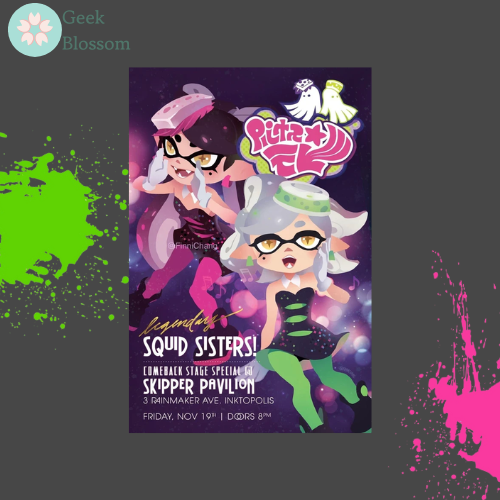 Geek
Blossom
@FinniChang
legendary
SQUID SISTERS!
COMEBACK STAGE SPECIAL @
SKIPPER PAVILION
3 RAINMAKER AVE. INKTOPOLIS
FRIDAY, NOV 19th | DOORS 8PM